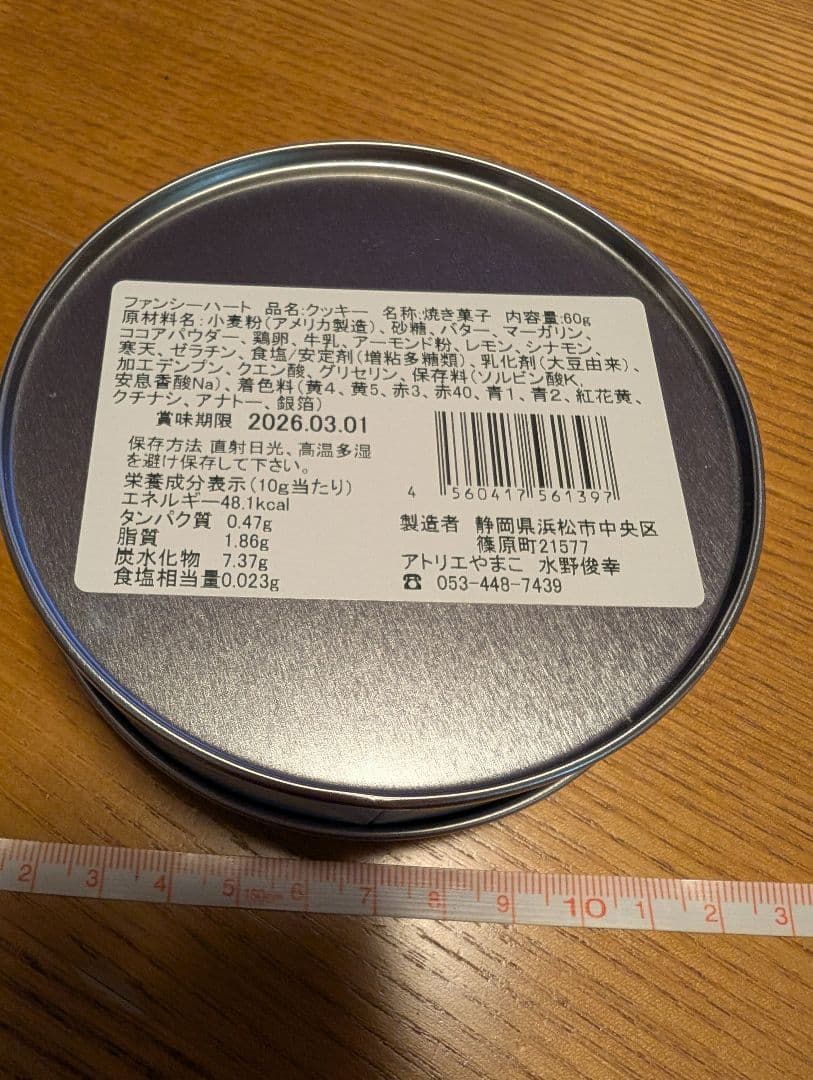 ファンシーハート 品名:クッキー 名称:焼き菓子 内容量:60g
原材料名:小麦粉(アメリカ製造)、砂糖、バター、マーガリン、
ココアパウダー、鶏卵、牛乳、アーモンド粉、レモン、シナモン、
寒天、ゼラチン、食塩/安定剤(増粘多糖類)、乳化剤(大豆由来)、
加工デンプン、クエン酸、グリセリン、保存料(ソルビン酸K、
安息香酸Na)、着色料(黄4、黄5、赤3、赤40、青1、青2、紅花黄、
クチナシ、アナトー、銀箔)
賞味期限 2026.03.01
保存方法 直射日光、高温多湿
を避け保存して下さい。
栄養成分表示(10g当たり)
エネルギー48.1kcal
タンパク質 0.47g
脂質 1.86g
炭水化物 7.37g
食塩相当量0.023g
4 560417 561397
製造者 静岡県浜松市中央区
篠原町21577
アトリエやまこ 水野俊幸
☎ 053-448-7439
2 3 4 5 150cm 6 7 8 9 10 1 2 3